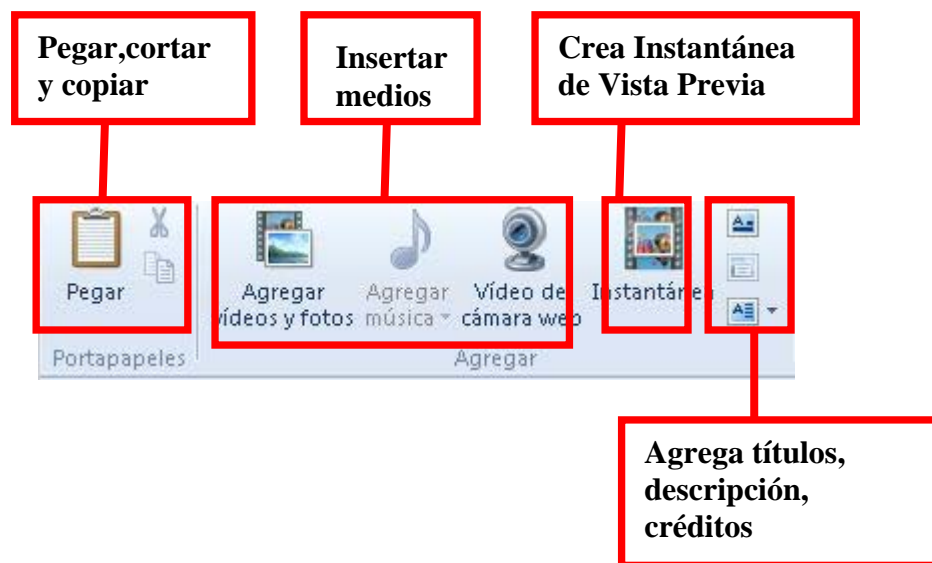 Pegar,cortar
y copiar
Insertar
medios
Crea Instantánea
de Vista Previa
Pegar
Agregar
vídeos y fotos
Agregar
música
Vídeo de
cámara web
Instantánea
Portapapeles
Agregar
Agrega títulos,
descripción,
créditos